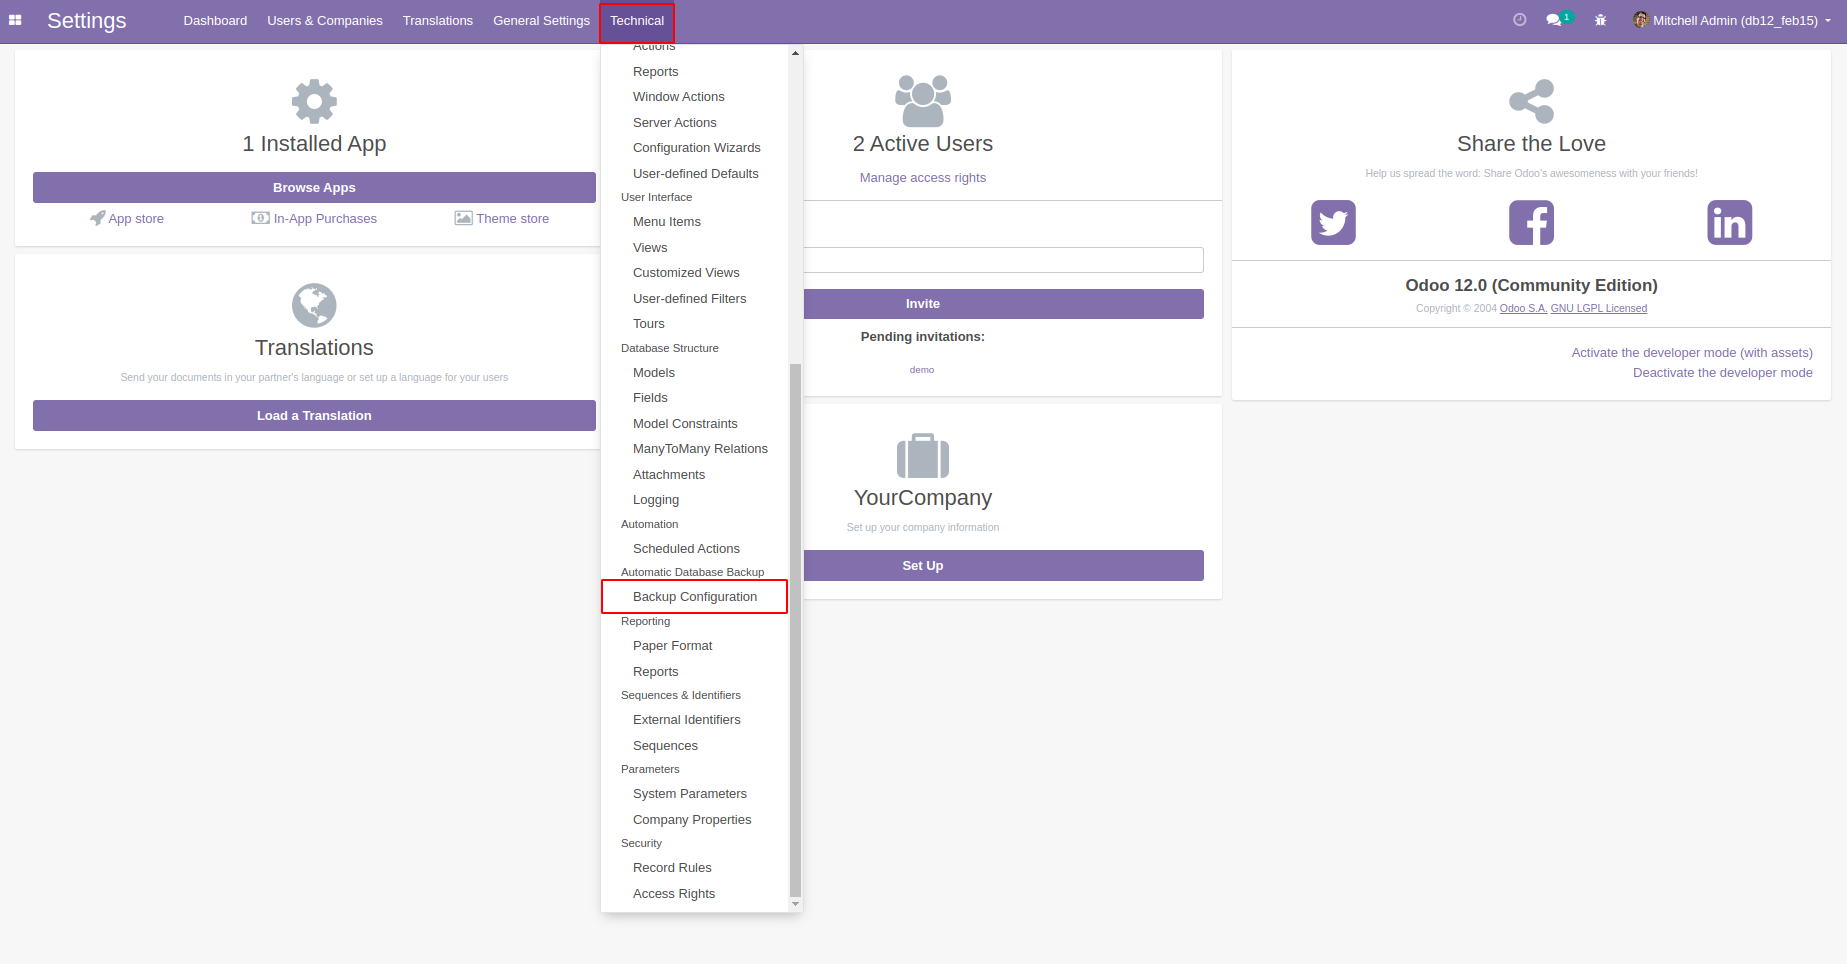 Settings
Dashboard
Users & Companies
Translations
General Settings
Technical
1
Mitchell Admin (db12_feb15)
1 Installed App
Browse Apps
App store
In-App Purchases
Theme store
Translations
Send your documents in your partner's language or set up a language for your users
Load a Translation
Actions
Reports
Window Actions
Server Actions
Configuration Wizards
User-defined Defaults
User Interface
Menu Items
Views
Customized Views
User-defined Filters
Tours
Database Structure
Models
Fields
Model Constraints
ManyToMany Relations
Attachments
Logging
Automation
Scheduled Actions
Automatic Database Backup
Backup Configuration
Reporting
Paper Format
Reports
Sequences & Identifiers
External Identifiers
Sequences
Parameters
System Parameters
Company Properties
Security
Record Rules
Access Rights
2 Active Users
Manage access rights
Invite
Pending invitations:
demo
YourCompany
Set up your company information
Set Up
Share the Love
Help us spread the word: Share Odoo's awesomeness with your friends!
Odoo 12.0 (Community Edition)
Copyright © 2004 Odoo S.A. GNU LGPL Licensed
Activate the developer mode (with assets)
Deactivate the developer mode